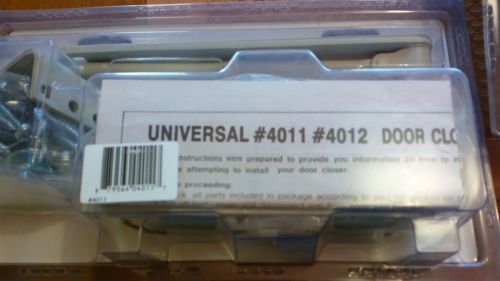 UNIVERSAL #4011 #4012 DOOR CLO
instructions wire prepared to provide you information on how to
attempting to install your door closer.
proceeding:
all parts included in package according to
#4011